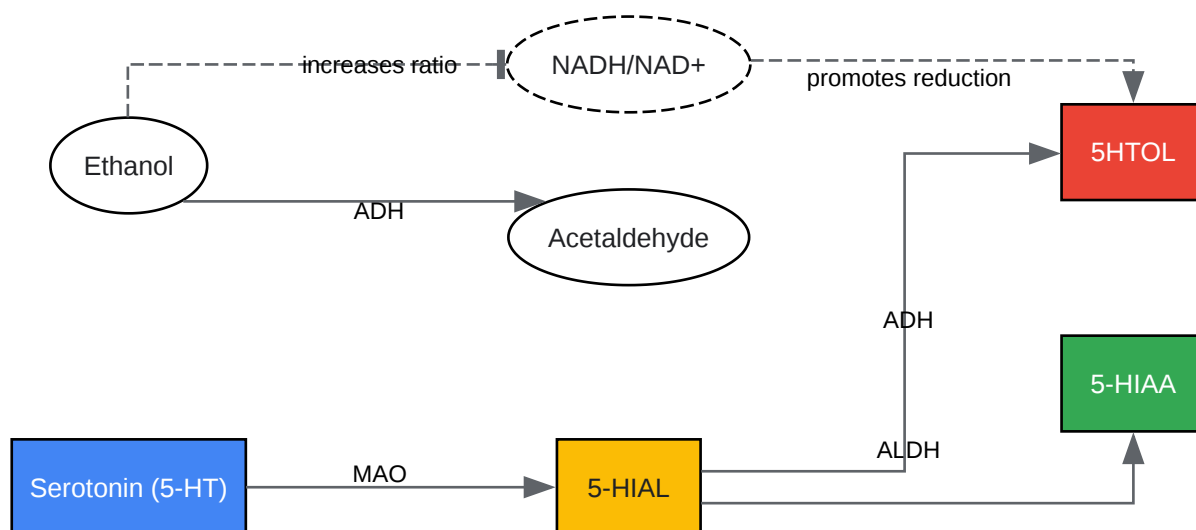 increases ratio
NADH/NAD+
promotes reduction
Ethanol
5HTOL
ADH
Acetaldehyde
ADH
5-HIAA
ALDH
Serotonin (5-HT)
MAO
5-HIAL